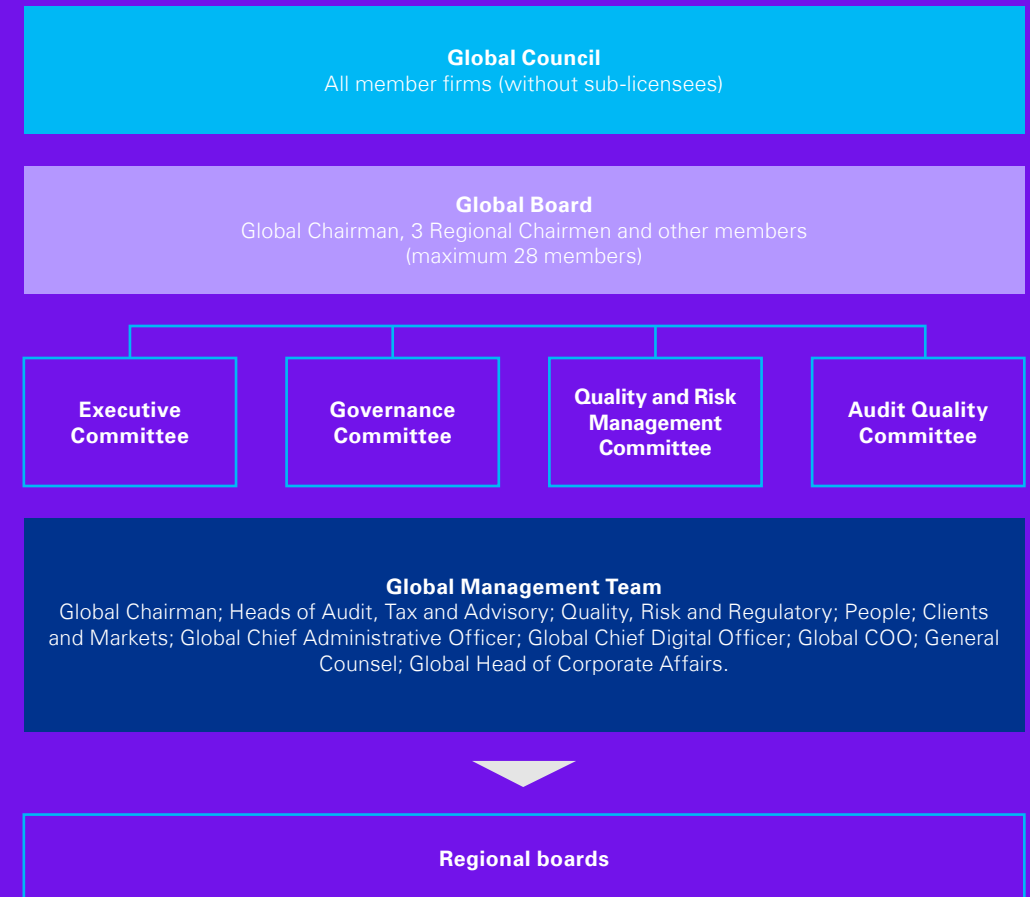 Global Council
All member firms (without sub-licensees)
Global Board
Global Chairman, 3 Regional Chairmen and other members
(maximum 28 members)
Executive
Committee
Governance
Committee
Quality and Risk
Management
Committee
Audit Quality
Committee
Global Management Team
Global Chairman; Heads of Audit, Tax and Advisory; Quality, Risk and Regulatory; People; Clients
and Markets; Global Chief Administrative Officer; Global Chief Digital Officer; Global COO; General
Counsel; Global Head of Corporate Affairs.
Regional boards